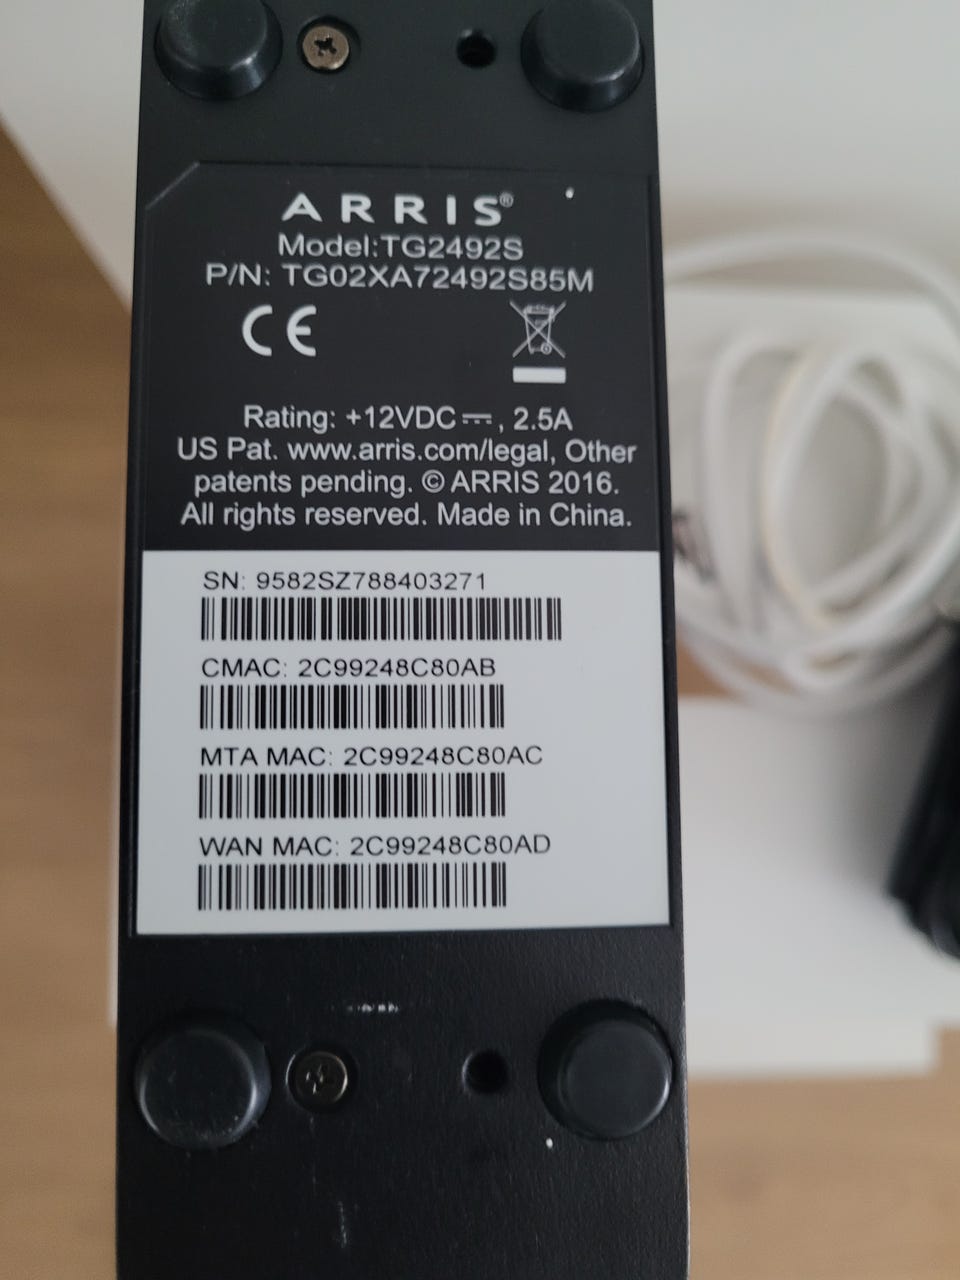 ARRIS®
Model:TG2492S
P/N: TG02XA72492S85M
CE
Rating: +12VDC⎓, 2.5A
US Pat. www.arris.com/legal, Other
patents pending. © ARRIS 2016.
All rights reserved. Made in China.
SN: 9582SZ788403271
CMAC: 2C99248C80AB
MTA MAC: 2C99248C80AC
WAN MAC: 2C99248C80AD